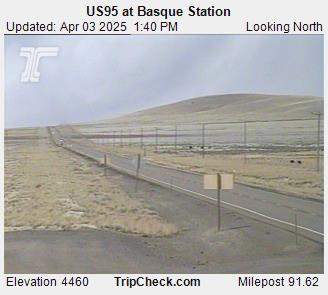 US95 at Basque Station
Updated: Apr 03 2025 1:40 PM Looking North
Elevation 4460 TripCheck.com Milepost 91.62